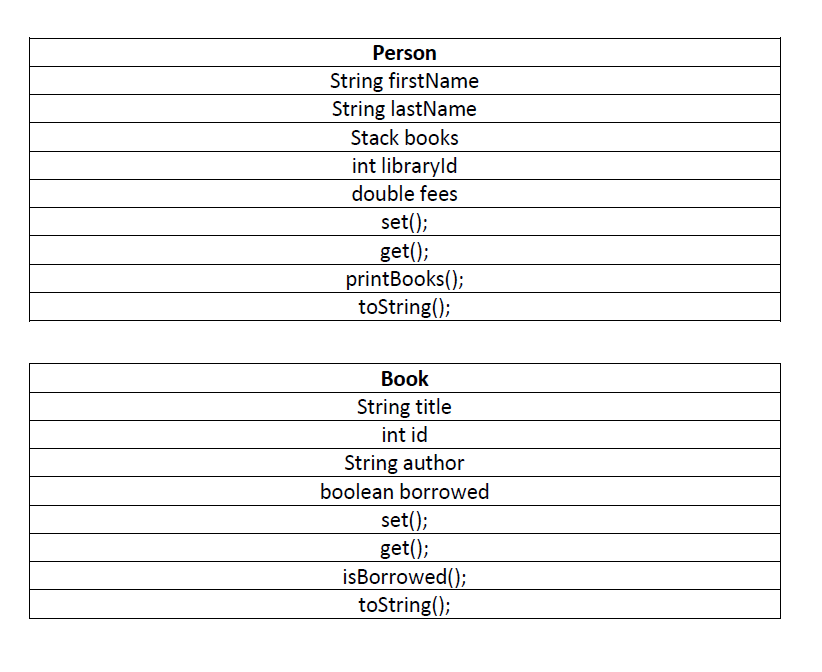 Person
String firstName
String lastName
Stack books
int libraryId
double fees
set();
get();
printBooks();
toString();
Book
String title
int id
String author
boolean borrowed
set();
get();
isBorrowed();
toString();